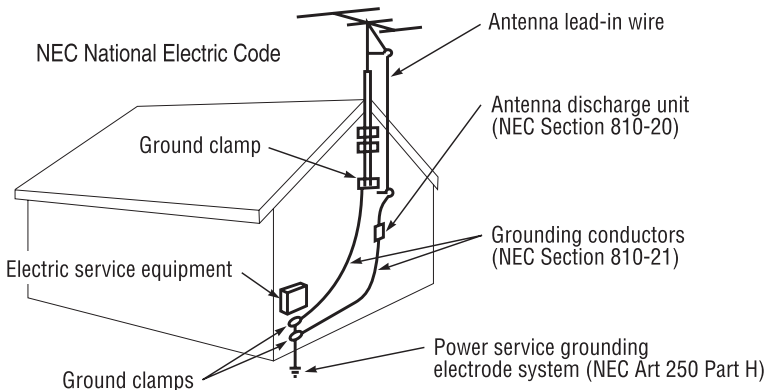 Antenna lead-in wire
NEC National Electric Code
Antenna discharge unit
(NEC Section 810-20)
Ground clamp
Grounding conductors
(NEC Section 810-21)
Electric service equipment
Power service grounding
electrode system (NEC Art 250 Part H)
Ground clamps